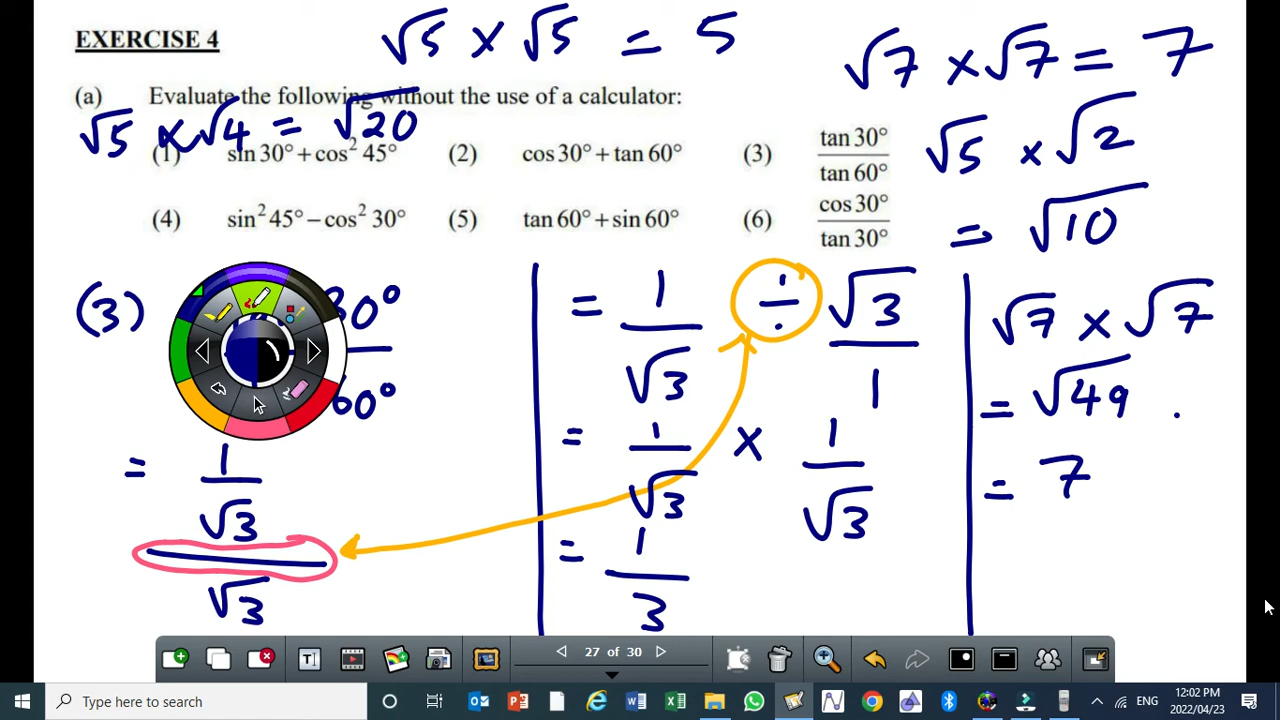 EXERCISE 4
√5 × √5 = 5
√7 × √7 = 7
(a) Evaluate the following without the use of a calculator:
√5 × √4 = √20
√5 × √2
= √10
(1) sin 30° + cos² 45° (2) cos 30° + tan 60° (3) tan 30° / tan 60°
(4) sin² 45° − cos² 30° (5) tan 60° + sin 60° (6) cos 30° / tan 30°
(3)
30°
60°
= 1
√3
√3
= 1 ÷ √3
√3 1
= 1 × 1
√3 √3
= 1
3
√7 × √7
= √49 .
= 7
27 of 30
Type here to search
ENG
12:02 PM
2022/04/23